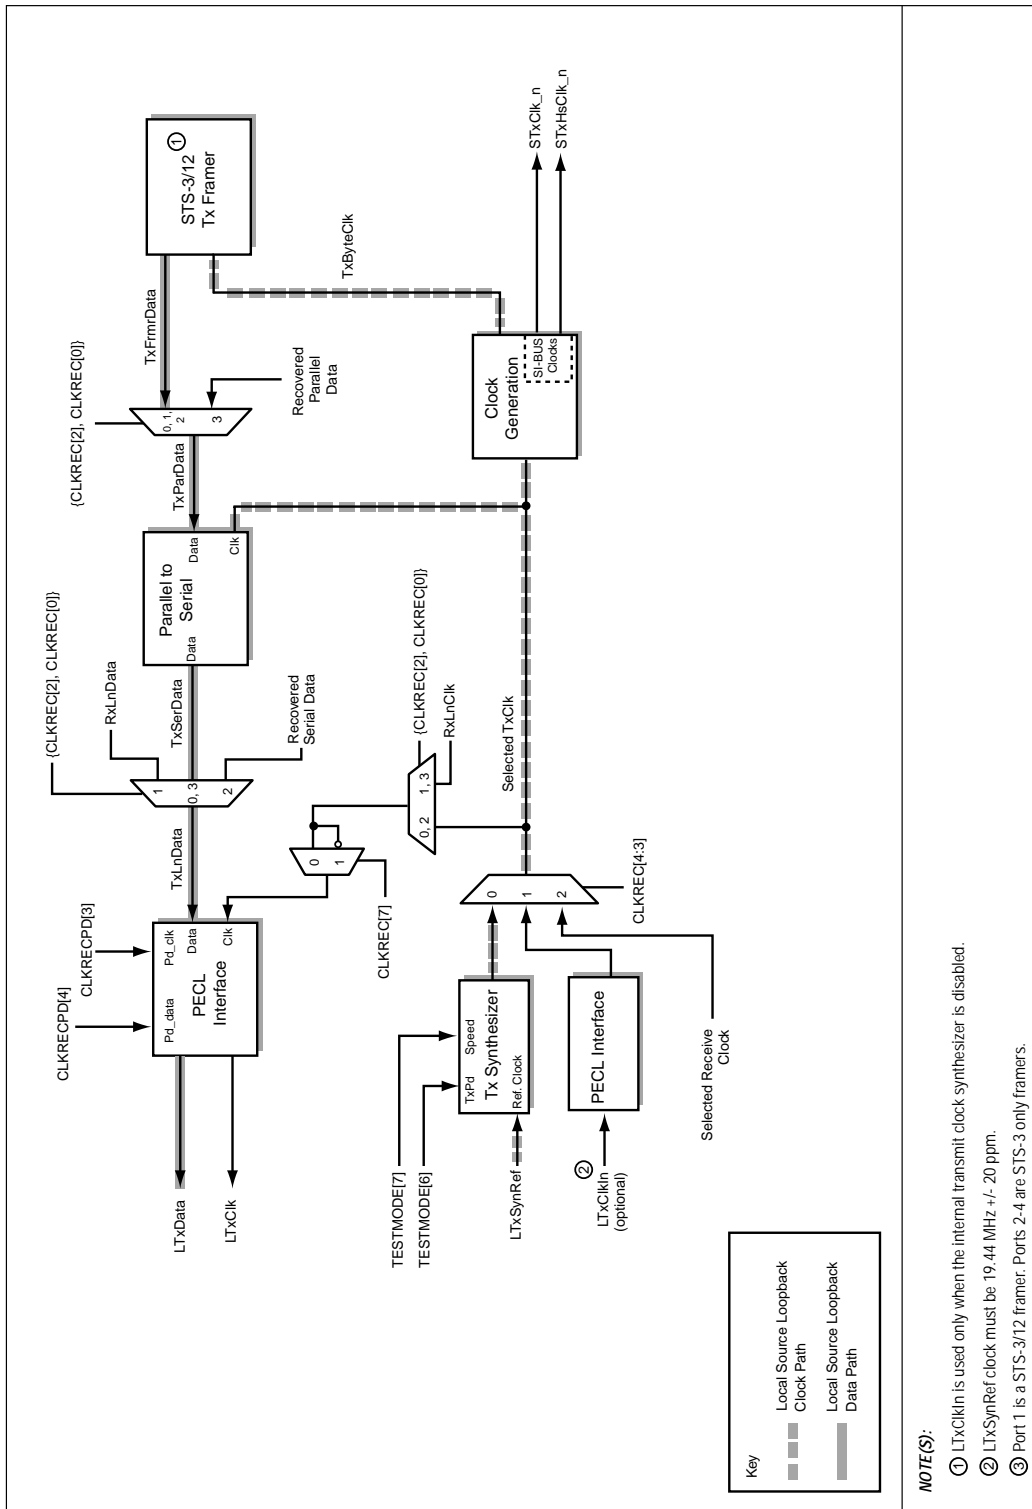 CLKRECPD[4]
CLKRECPD[3]
{CLKREC[2], CLKREC[0]}
RxLnData
{CLKREC[2], CLKREC[0]}
LTxData
LTxClk
Pd_data
Pd_clk
PECL
Interface
Data
Clk
TxLnData
1
0, 3
2
TxSerData
Recovered
Serial Data
Parallel to
Serial
Data
Data
Clk
TxParData
0, 1,
2
3
TxFrmrData
Recovered
Parallel
Data
STS-3/12
Tx Framer
1
TxByteClk
0
1
CLKREC[7]
0, 2
1, 3
{CLKREC[2], CLKREC[0]}
RxLnClk
TESTMODE[7]
TESTMODE[6]
LTxSynRef
TxPd
Speed
Tx Synthesizer
Ref. Clock
2
LTxClkIn
(optional)
PECL Interface
Selected Receive
Clock
0
1
2
CLKREC[4:3]
Selected TxClk
Clock
Generation
SI-BUS
Clocks
STxClk_n
STxHsClk_n
Key
Local Source Loopback
Clock Path
Local Source Loopback
Data Path
NOTE(S):
1 LTxClkIn is used only when the internal transmit clock synthesizer is disabled.
2 LTxSynRef clock must be 19.44 MHz +/- 20 ppm.
3 Port 1 is a STS-3/12 framer. Ports 2-4 are STS-3 only framers.